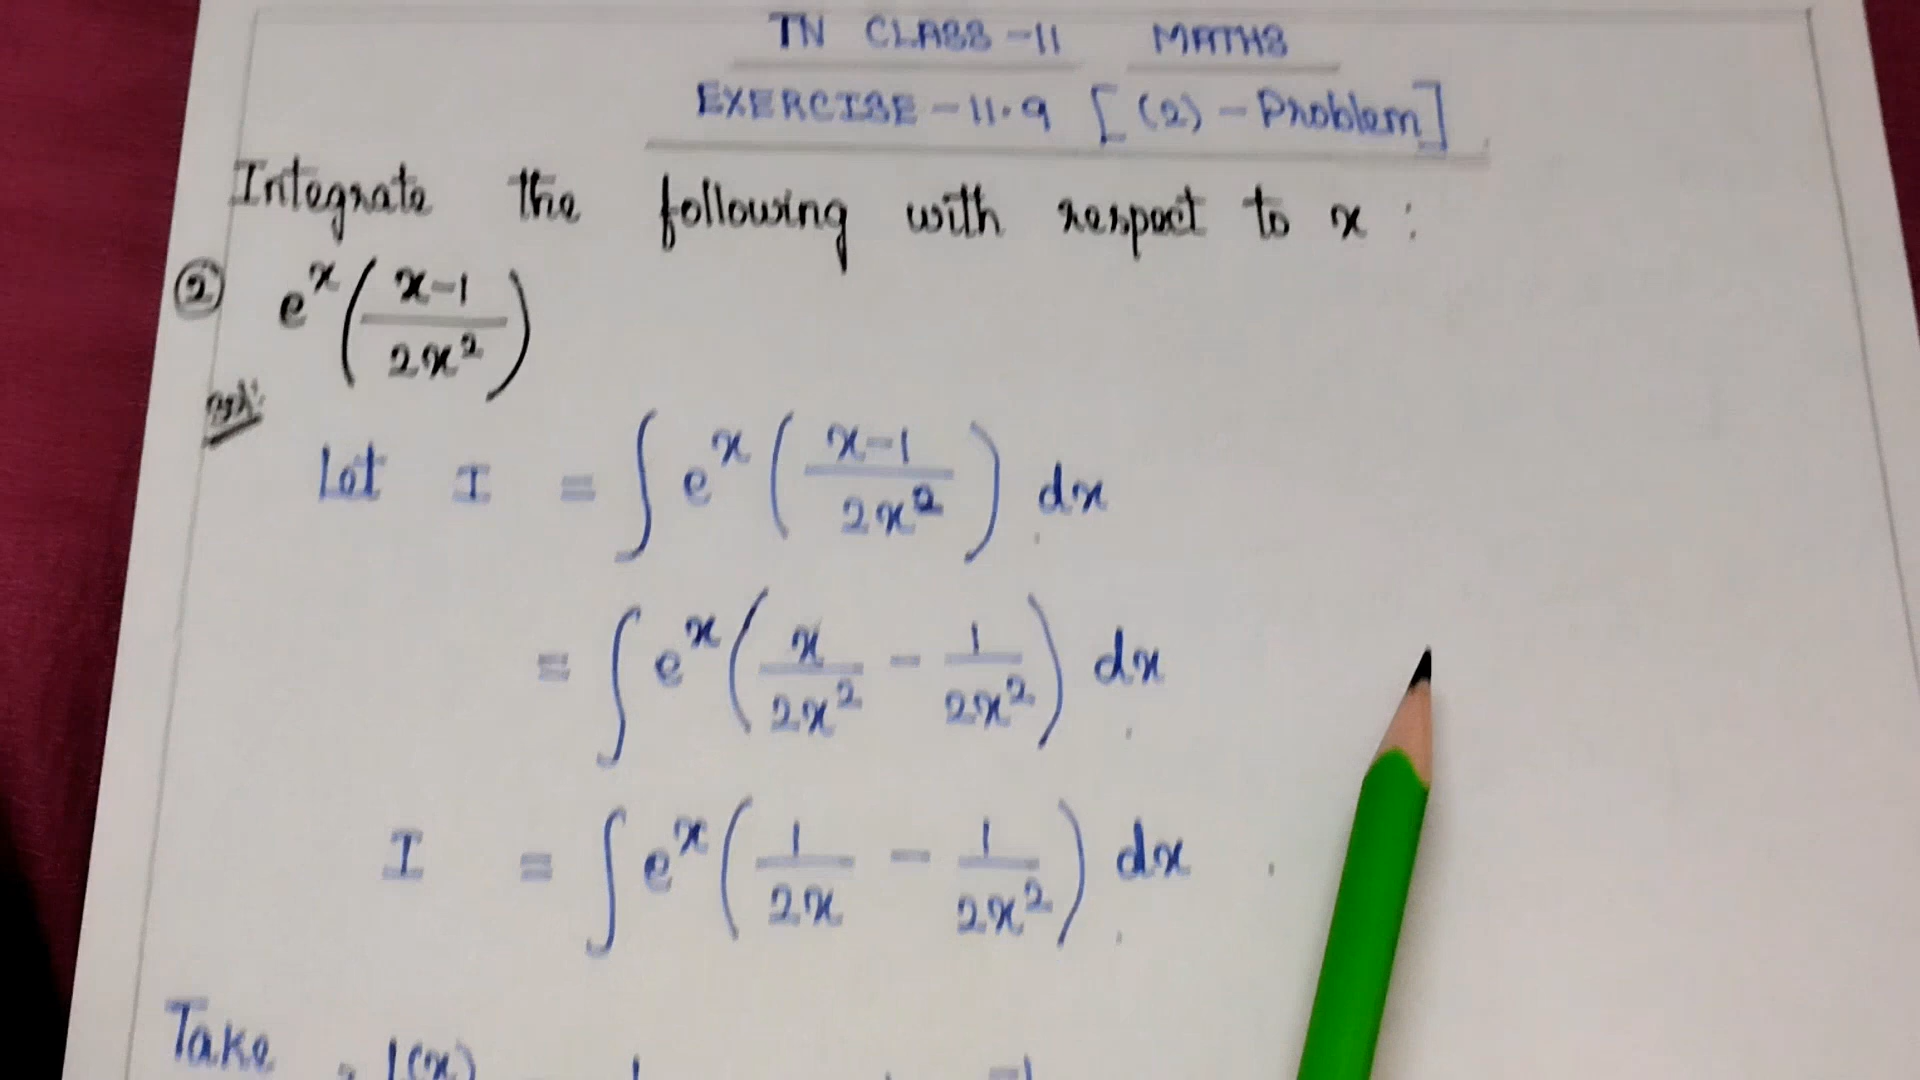 TN CLASS-11 MATHS
EXERCISE-11.9 [(2)-Problem]
Integrate the following with respect to x :
② e^x ( (x-1) / (2x^2) )
Sol:
Let I = ∫ e^x ( (x-1) / (2x^2) ) dx
= ∫ e^x ( x/(2x^2) - 1/(2x^2) ) dx
I = ∫ e^x ( 1/(2x) - 1/(2x^2) ) dx
Take